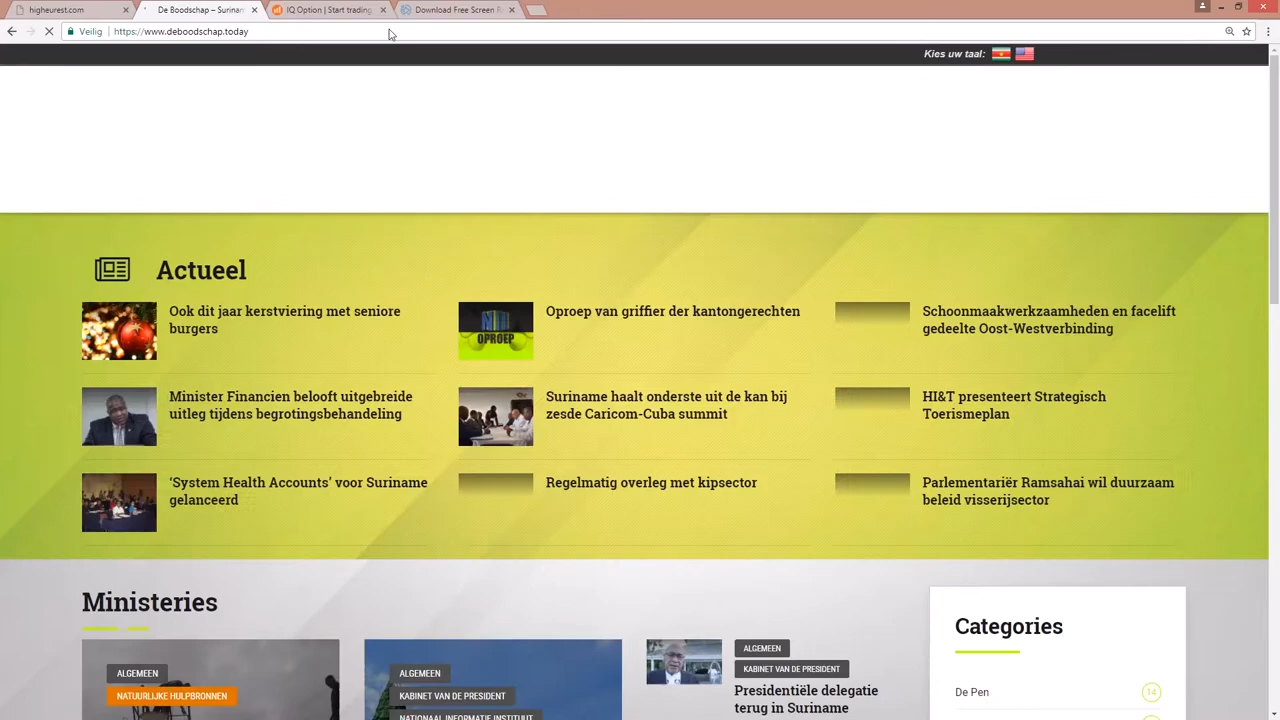 higheurest.com
De Boodschap – Surinam
IQ Option | Start trading
Download Free Screen R
Veilig
https://www.deboodschap.today
Kies uw taal:
Actueel
Ook dit jaar kerstviering met seniore
burgers
OPROEP
Oproep van griffier der kantongerechten
Schoonmaakwerkzaamheden en facelift
gedeelte Oost-Westverbinding
Minister Financien belooft uitgebreide
uitleg tijdens begrotingsbehandeling
Suriname haalt onderste uit de kan bij
zesde Caricom-Cuba summit
HI&T presenteert Strategisch
Toerismeplan
‘System Health Accounts’ voor Suriname
gelanceerd
Regelmatig overleg met kipsector
Parlementariër Ramsahai wil duurzaam
beleid visserijsector
Ministeries
ALGEMEEN
NATUURLIJKE HULPBRONNEN
ALGEMEEN
KABINET VAN DE PRESIDENT
NATIONAAL INFORMATIE INSTITUUT
ALGEMEEN
KABINET VAN DE PRESIDENT
Presidentiële delegatie
terug in Suriname
Categories
De Pen
14